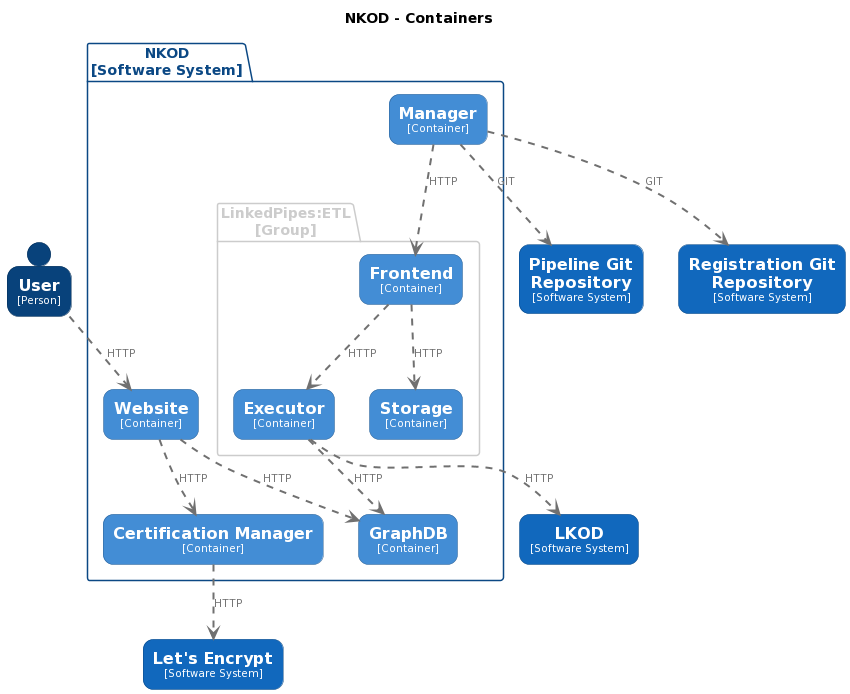 NKOD - Containers
NKOD
[Software System]
Manager
[Container]
HTTP
GIT
GIT
LinkedPipes:ETL
[Group]
Frontend
[Container]
Pipeline Git
Repository
[Software System]
Registration Git
Repository
[Software System]
User
[Person]
HTTP
HTTP
HTTP
Website
[Container]
Executor
[Container]
Storage
[Container]
HTTP
HTTP
HTTP
HTTP
Certification Manager
[Container]
GraphDB
[Container]
LKOD
[Software System]
HTTP
Let's Encrypt
[Software System]